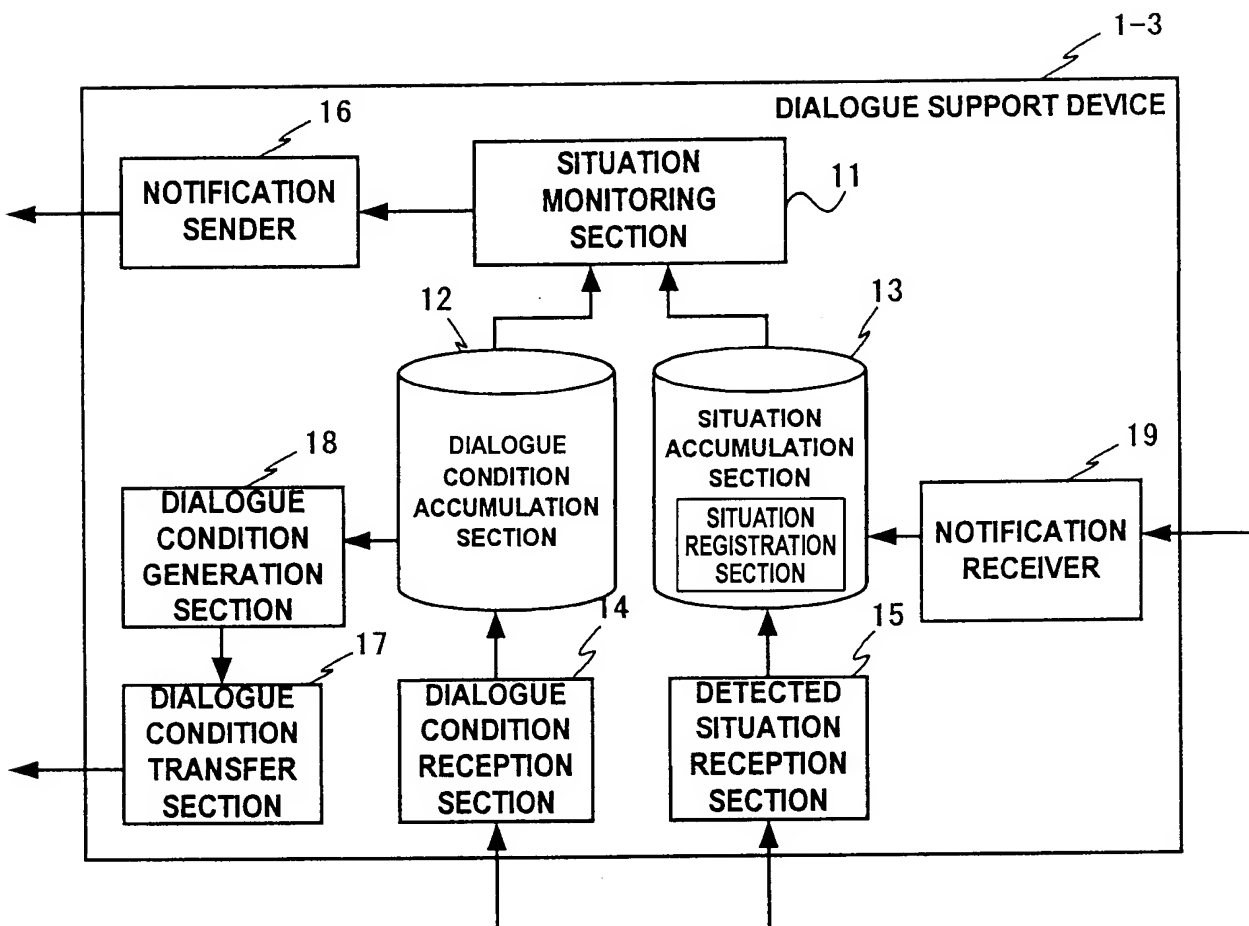 1-3
DIALOGUE SUPPORT DEVICE
16
NOTIFICATION
SENDER
SITUATION
MONITORING
SECTION
11
12
13
DIALOGUE
CONDITION
ACCUMULATION
SECTION
SITUATION
ACCUMULATION
SECTION
SITUATION
REGISTRATION
SECTION
18
DIALOGUE
CONDITION
GENERATION
SECTION
19
NOTIFICATION
RECEIVER
17
DIALOGUE
CONDITION
TRANSFER
SECTION
14
DIALOGUE
CONDITION
RECEPTION
SECTION
15
DETECTED
SITUATION
RECEPTION
SECTION